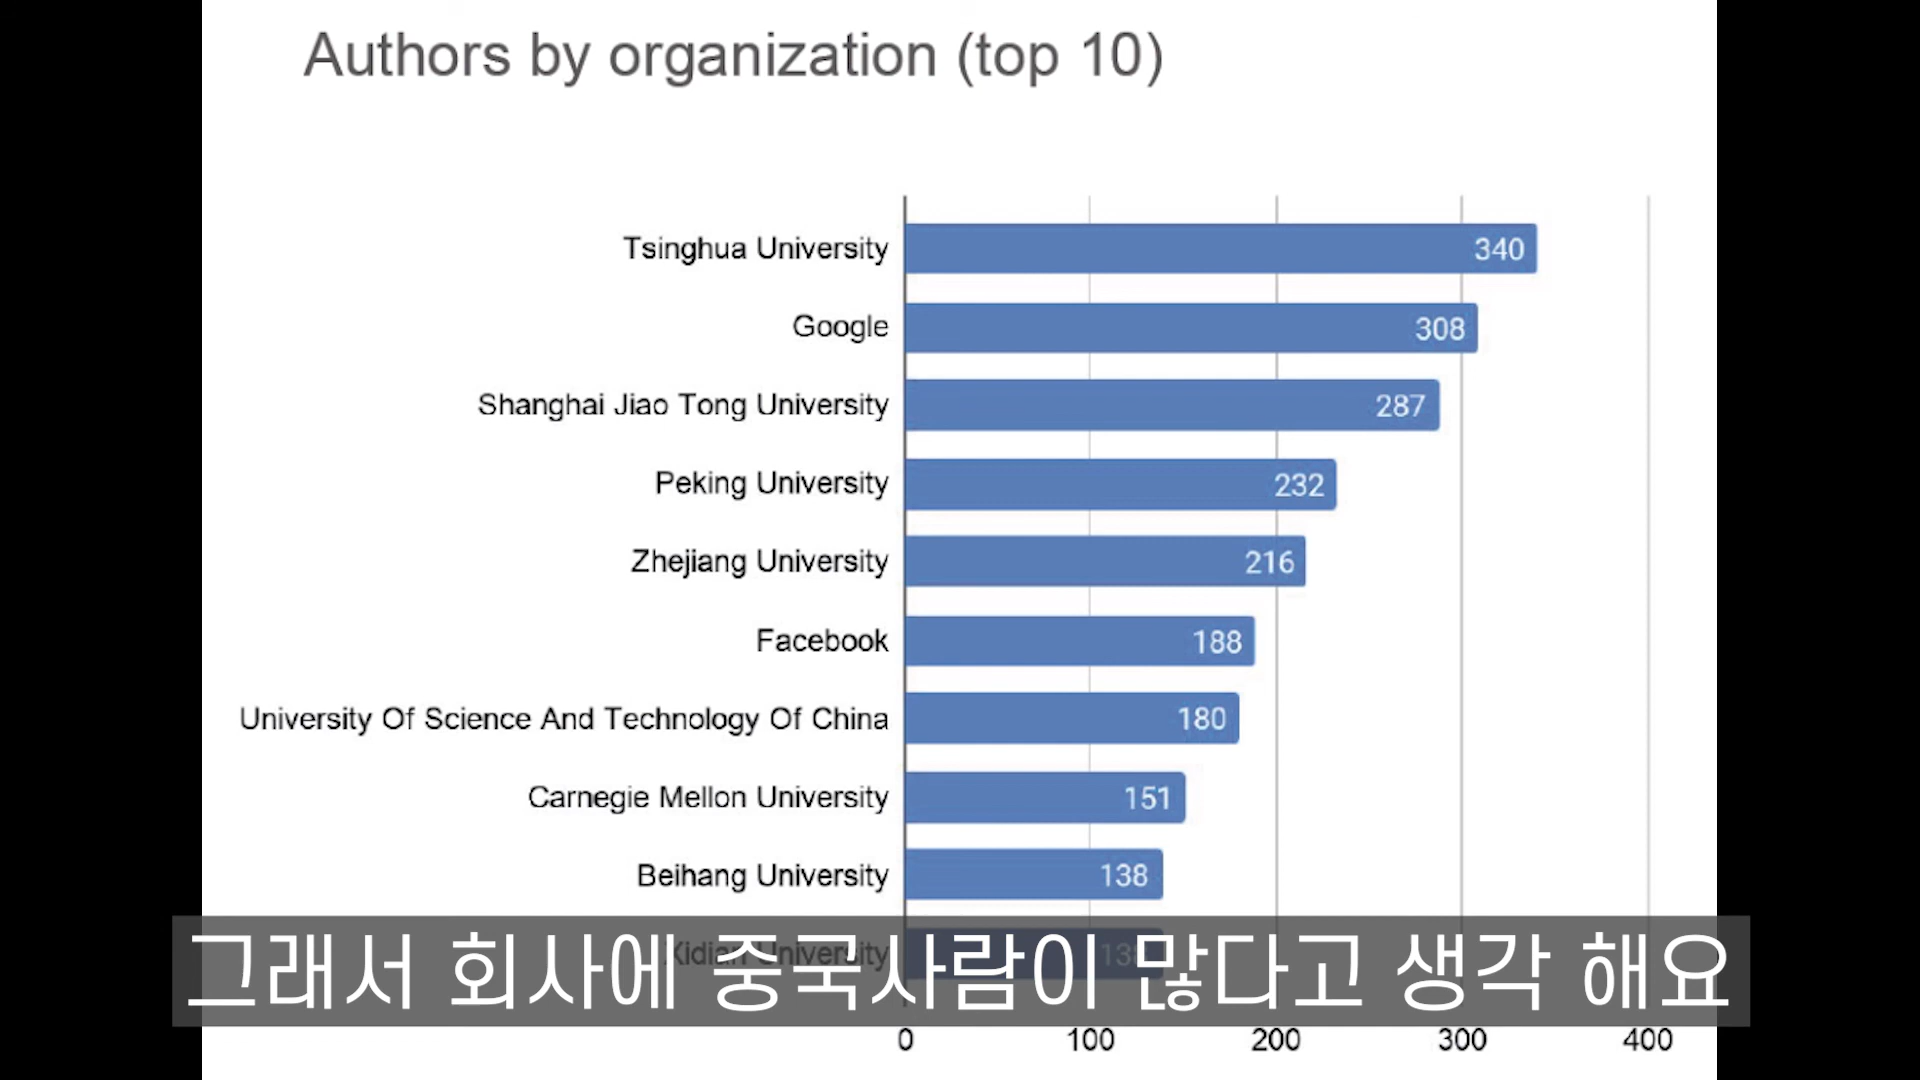 Authors by organization (top 10)
Tsinghua University 340
Google 308
Shanghai Jiao Tong University 287
Peking University 232
Zhejiang University 216
Facebook 188
University Of Science And Technology Of China 180
Carnegie Mellon University 151
Beihang University 138
Xidian University
그래서 회사에 중국사람이 많다고 생각 해요
0 100 200 300 400